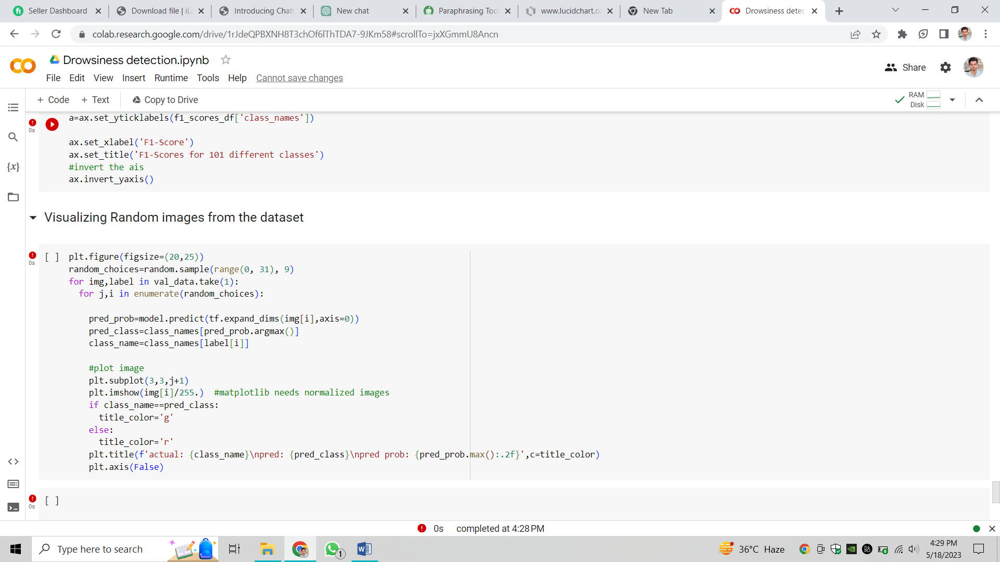 Seller Dashboard
Download file | iL
Introducing Chat
New chat
Paraphrasing Too
www.lucidchart.c
New Tab
Drowsiness detec
colab.research.google.com/drive/1rJdeQPBXNH8T3chOf6lThTDA7-9JKm58#scrollTo=jxXGmmU8Ancn
Drowsiness detection.ipynb
File Edit View Insert Runtime Tools Help Cannot save changes
Share
+ Code + Text Copy to Drive
RAM
Disk
0s
a=ax.set_yticklabels(f1_scores_df['class_names'])
ax.set_xlabel('F1-Score')
ax.set_title('F1-Scores for 101 different classes')
#invert the ais
ax.invert_yaxis()
{x}
Visualizing Random images from the dataset
0s
[ ] plt.figure(figsize=(20,25))
random_choices=random.sample(range(0, 31), 9)
for img,label in val_data.take(1):
for j,i in enumerate(random_choices):
pred_prob=model.predict(tf.expand_dims(img[i],axis=0))
pred_class=class_names[pred_prob.argmax()]
class_name=class_names[label[i]]
#plot image
plt.subplot(3,3,j+1)
plt.imshow(img[i]/255.) #matplotlib needs normalized images
if class_name==pred_class:
title_color='g'
else:
title_color='r'
plt.title(f'actual: {class_name}\npred: {pred_class}\npred prob: {pred_prob.max():.2f}',c=title_color)
plt.axis(False)
0s
[ ]
0s completed at 4:28 PM
Type here to search
1
36°C Haze
4:29 PM
5/18/2023